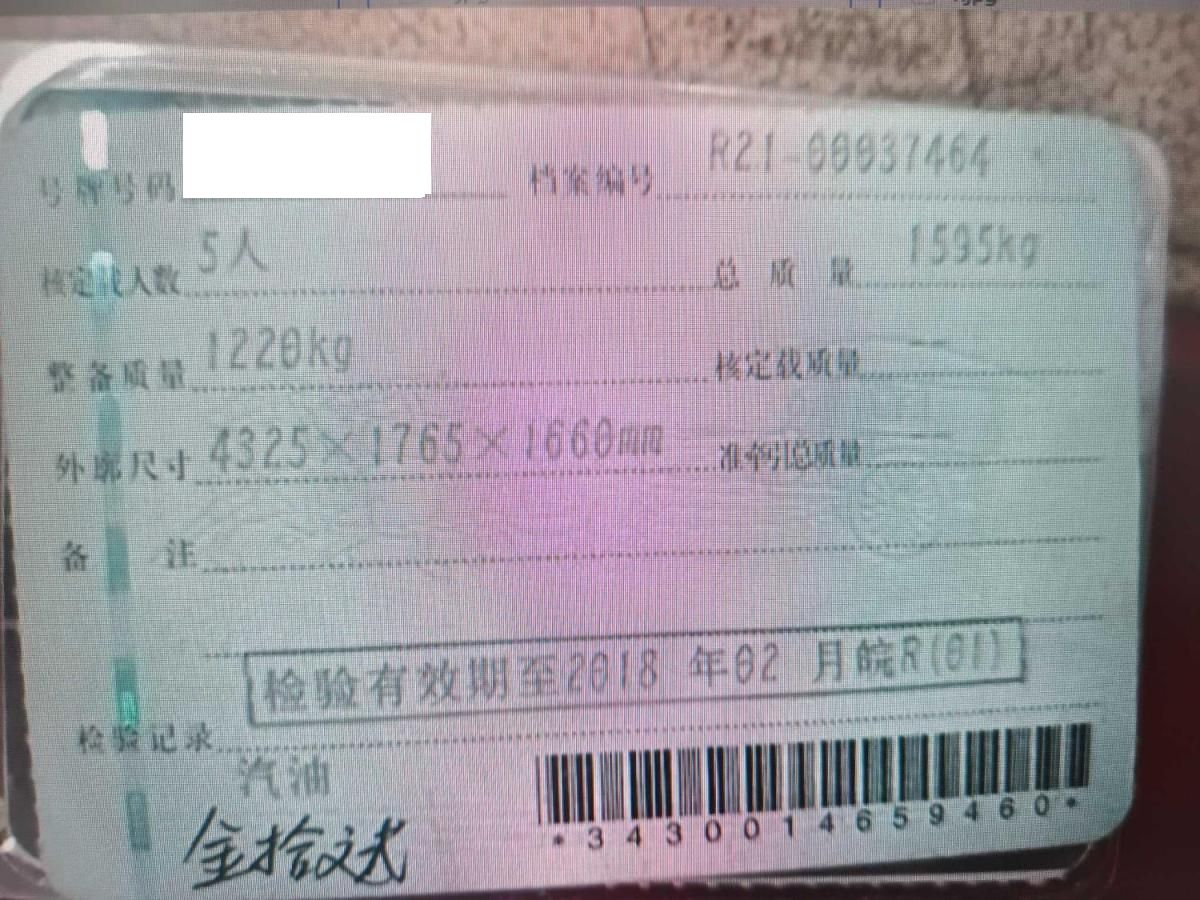 号牌号码 档案编号 R21-00037464
核定载人数 5人 总质量 1595kg
整备质量 1220kg 核定载质量
外廓尺寸 4325×1765×1660mm 准牵引总质量
备注
检验有效期至2018 年02 月皖R(01)
检验记录
汽油
*3430014659460*